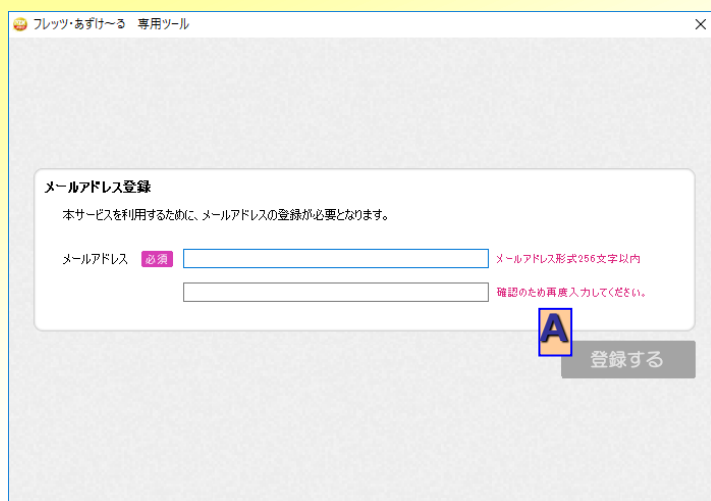 フレッツ・あずけ～る 専用ツール
メールアドレス登録
本サービスを利用するために、メールアドレスの登録が必要となります。
メールアドレス 必須 メールアドレス形式256文字以内
確認のため再度入力してください。
A
登録する